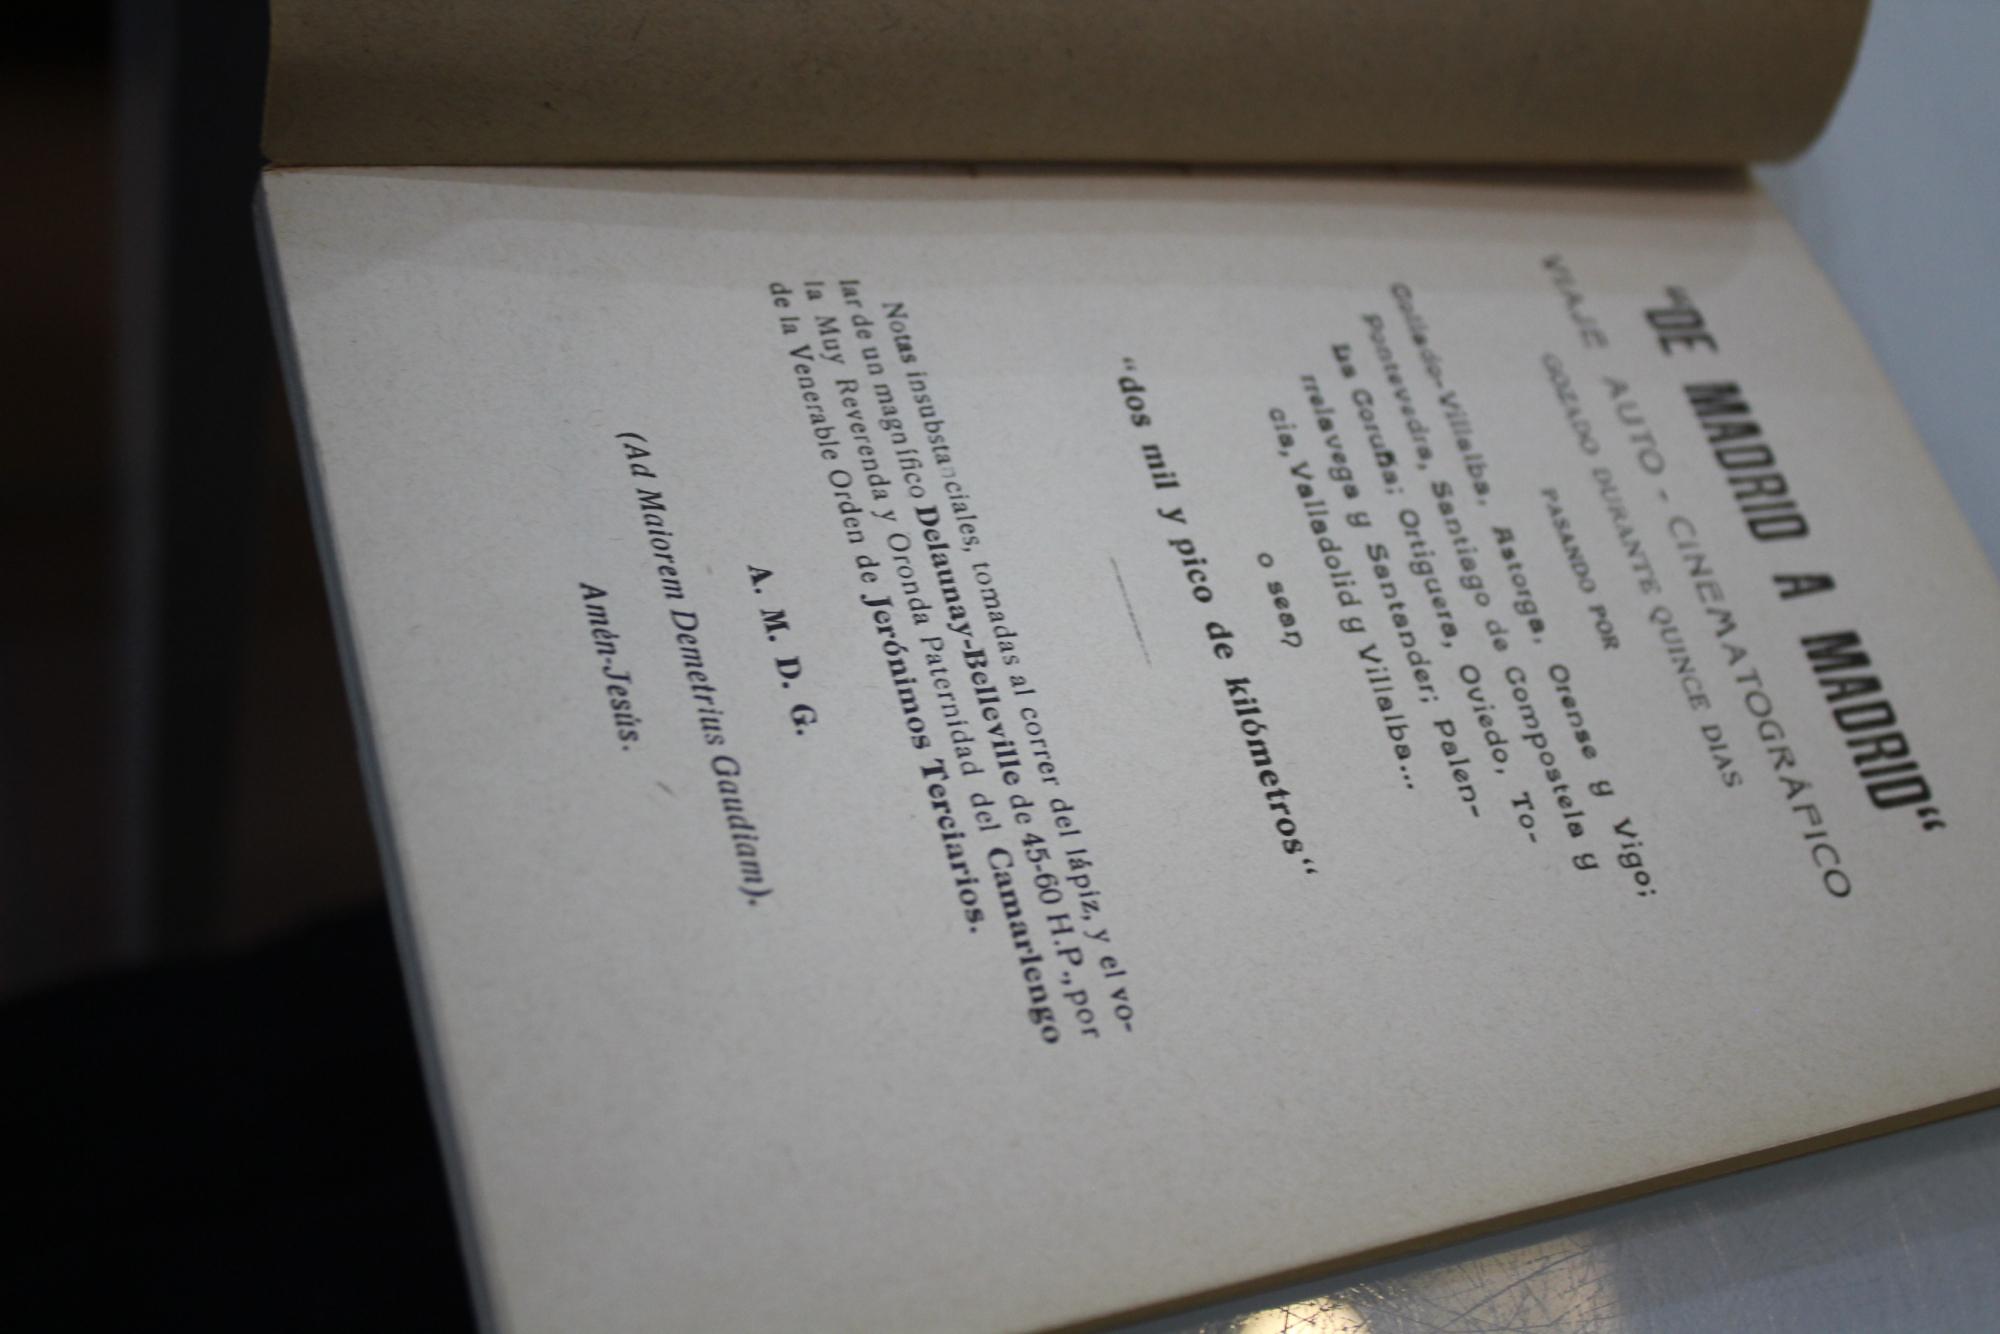 “DE MADRID A MADRID“
VIAJE AUTO-CINEMATOGRÁFICO
GOZADO DURANTE QUINCE DIAS
PASANDO POR
Collado-Villalba, Astorga, Orense y Vigo;
Pontevedra, Santiago de Compostela y
La Coruña; Ortiguera, Oviedo, To-
rrelavega y Santander; Palen-
cia, Valladolid y Villalba...
o sean
“dos mil y pico de kilómetros“
Notas insubstanciales, tomadas al correr del lápiz, y el vo-
lar de un magnífico Delaunay-Belleville de 45-60 H.P., por
la Muy Reverenda y Oronda Paternidad del Camarlengo
de la Venerable Orden de Jerónimos Terciarios.
A. M. D. G.
(Ad Maiorem Demetrius Gaudiam).
Amén-Jesús.